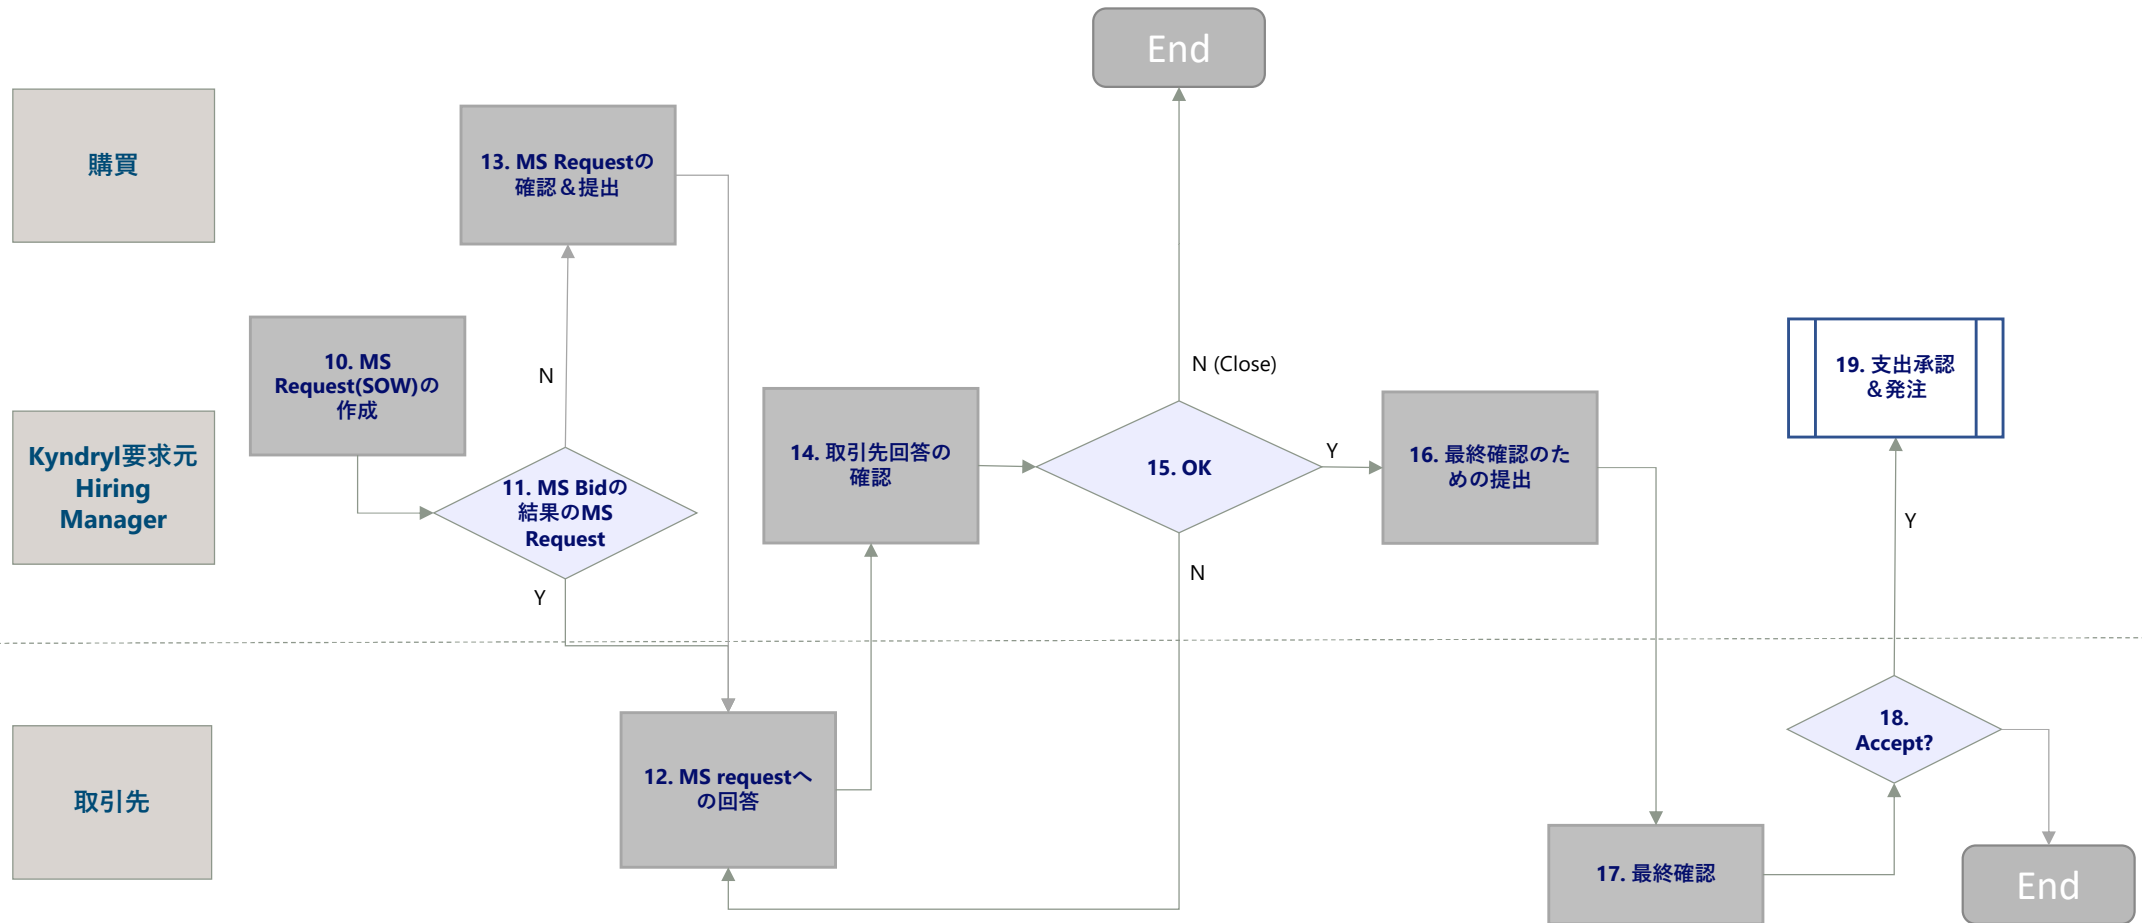 End
購買
13. MS Requestの
確認＆提出
10. MS
Request(SOW)の
作成
N
N (Close)
19. 支出承認
＆発注
Kyndryl要求元
Hiring
Manager
11. MS Bidの
結果のMS
Request
Y
14. 取引先回答の
確認
15. OK
Y
N
16. 最終確認のた
めの提出
Y
取引先
12. MS requestへ
の回答
17. 最終確認
18.
Accept?
End